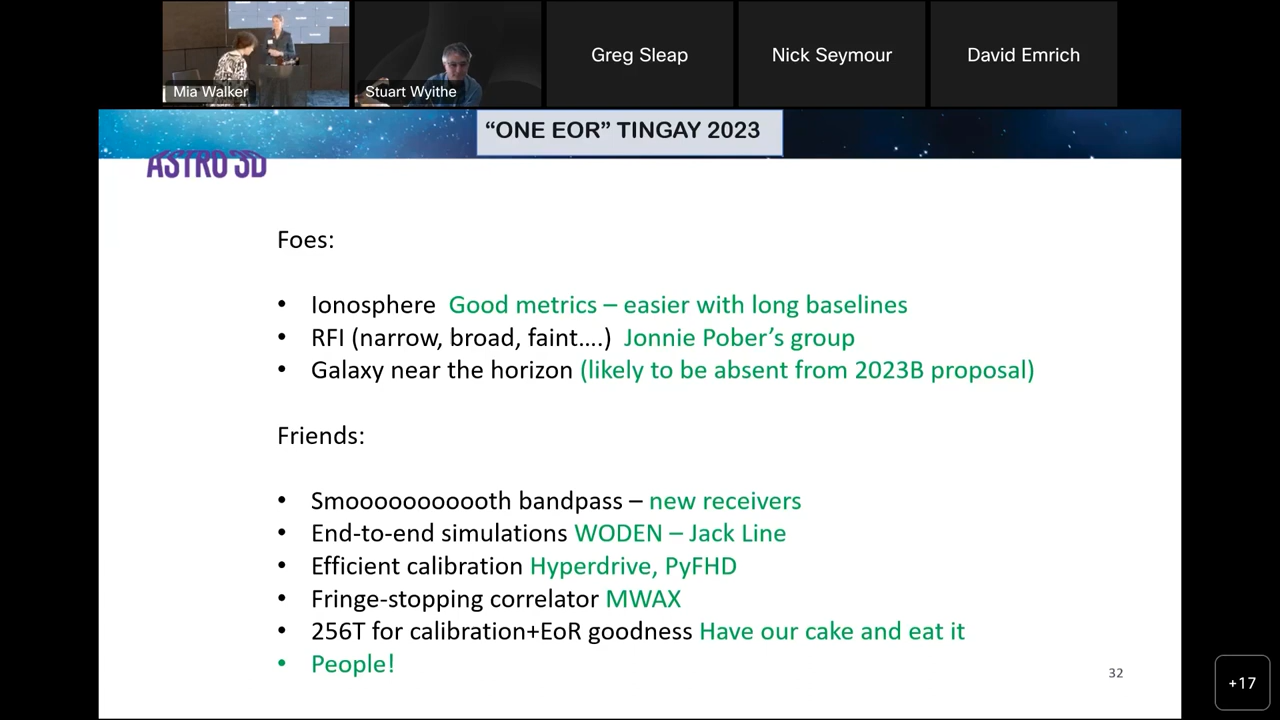 Mia Walker
Stuart Wyithe
Greg Sleap
Nick Seymour
David Emrich
“ONE EOR” TINGAY 2023
ASTRO 3D
Foes:
• Ionosphere Good metrics – easier with long baselines
• RFI (narrow, broad, faint....) Jonnie Pober’s group
• Galaxy near the horizon (likely to be absent from 2023B proposal)
Friends:
• Smooooooooooth bandpass – new receivers
• End-to-end simulations WODEN – Jack Line
• Efficient calibration Hyperdrive, PyFHD
• Fringe-stopping correlator MWAX
• 256T for calibration+EoR goodness Have our cake and eat it
• People!
32
+17